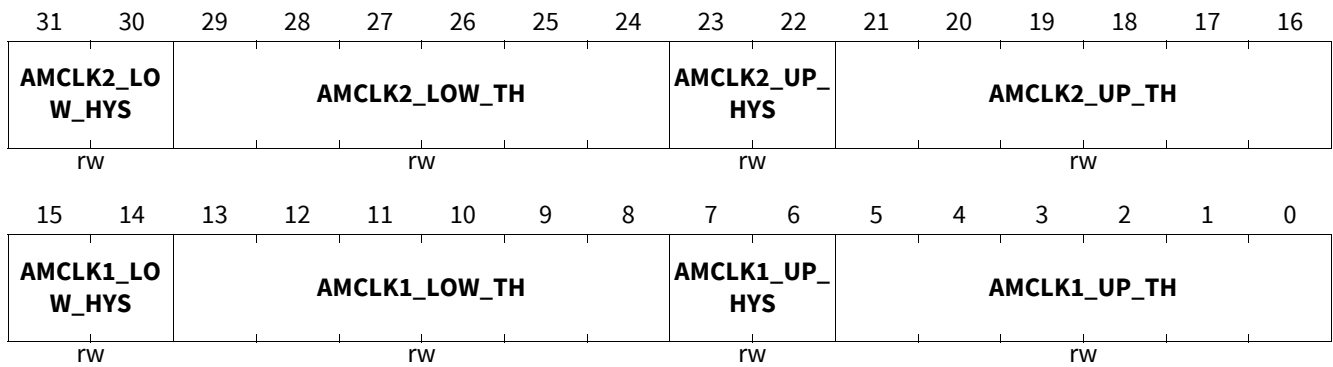 31 30 29 28 27 26 25 24 23 22 21 20 19 18 17 16
AMCLK2_LO
W_HYS
AMCLK2_LOW_TH
AMCLK2_UP_
HYS
AMCLK2_UP_TH
rw rw rw rw
15 14 13 12 11 10 9 8 7 6 5 4 3 2 1 0
AMCLK1_LO
W_HYS
AMCLK1_LOW_TH
AMCLK1_UP_
HYS
AMCLK1_UP_TH
rw rw rw rw